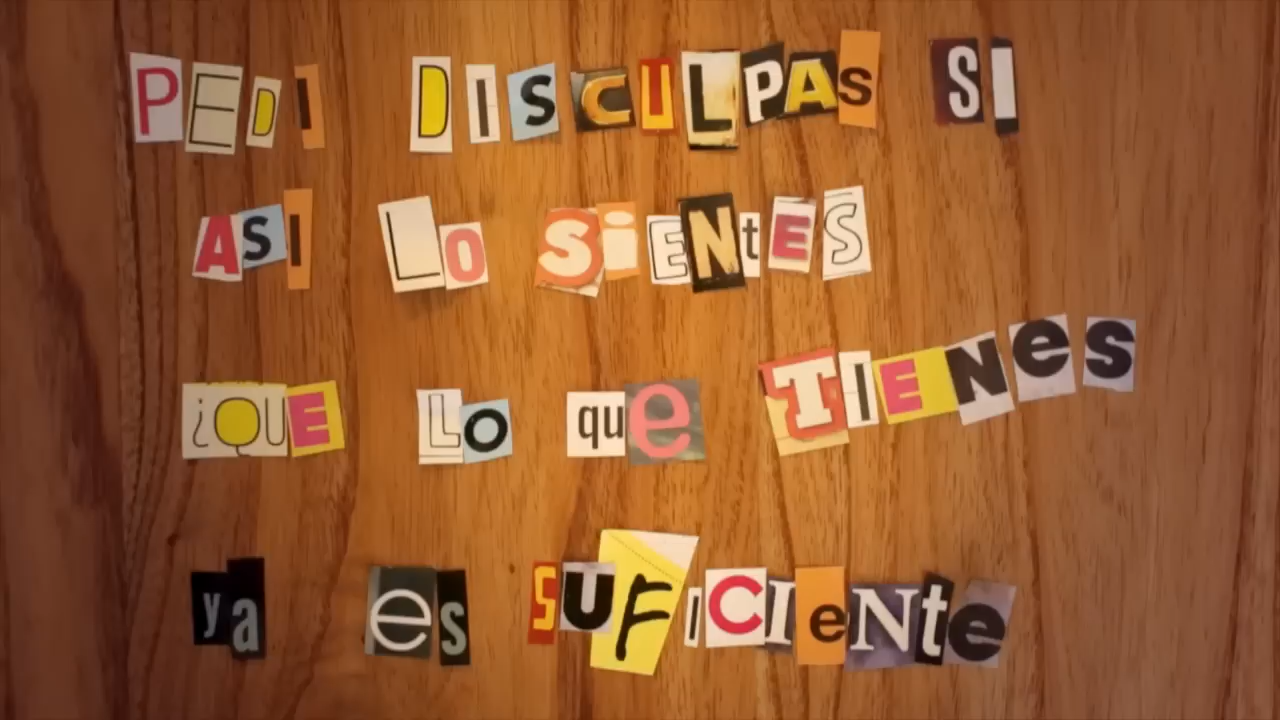 PEDI DISCULPAS SI
ASI LO SiENtES
¿QUE LO que TIENeS
ya es SUFICIeNte